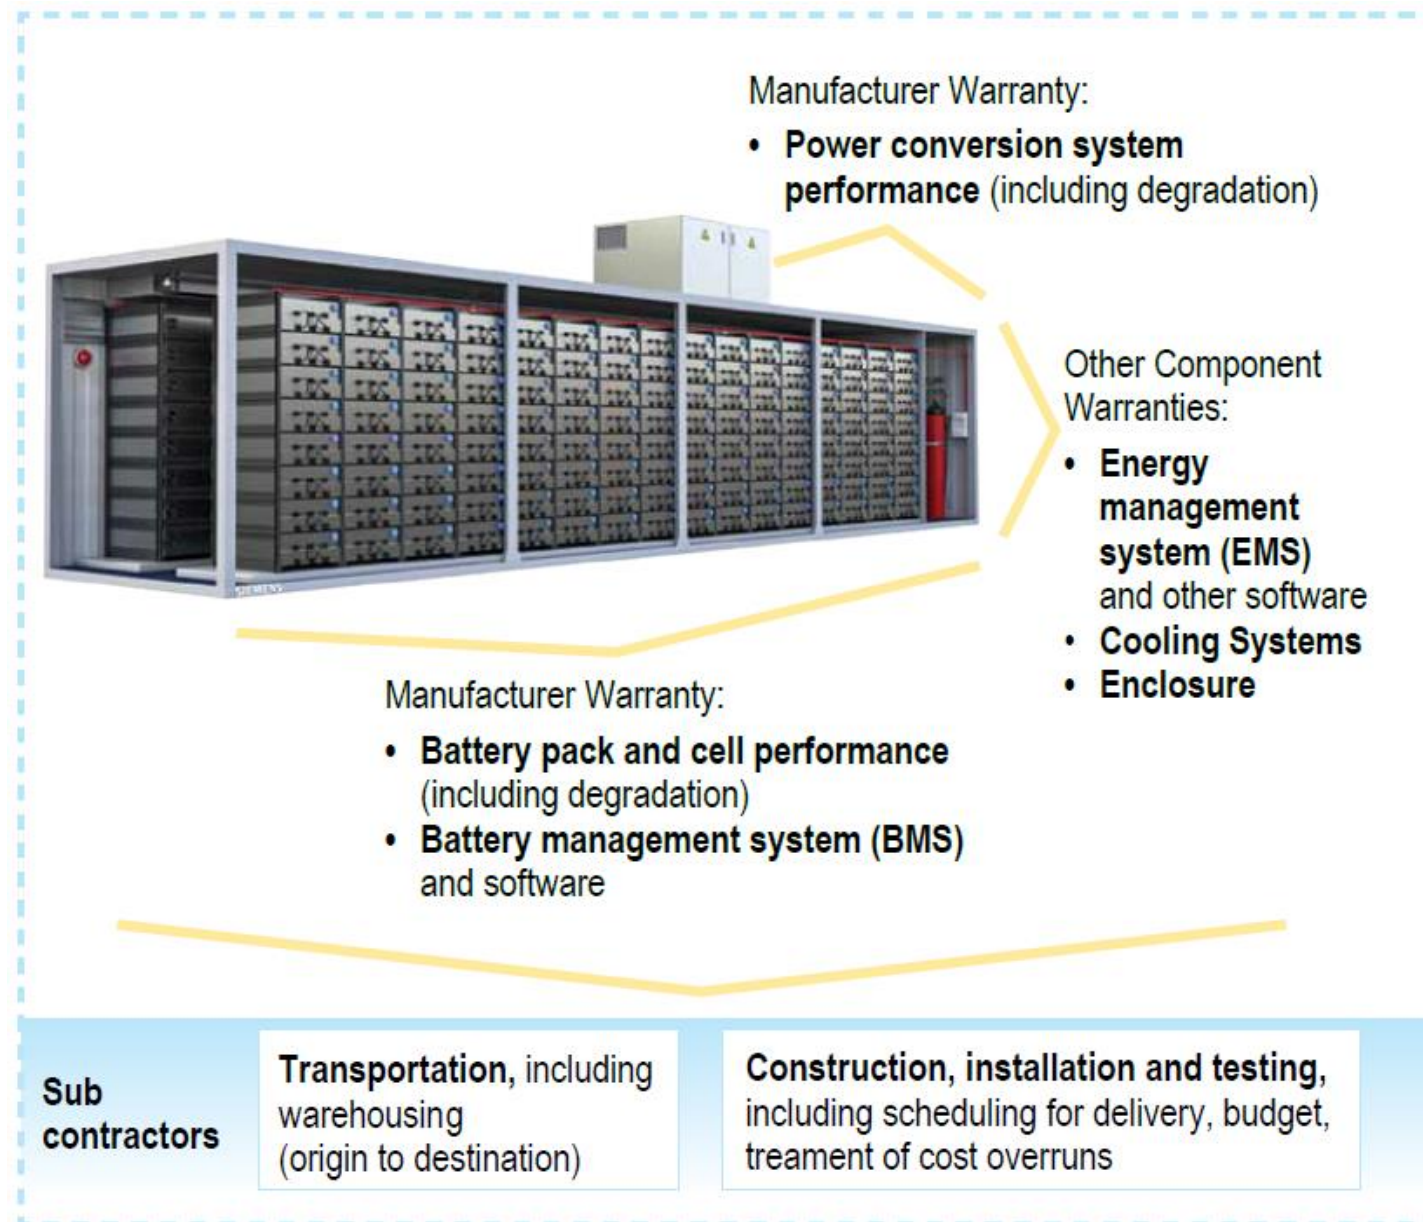 Manufacturer Warranty:
• Power conversion system
performance (including degradation)
Other Component
Warranties:
• Energy
management
system (EMS)
and other software
• Cooling Systems
• Enclosure
SIEMENS
Manufacturer Warranty:
• Battery pack and cell performance
(including degradation)
• Battery management system (BMS)
and software
Sub
contractors
Transportation, including
warehousing
(origin to destination)
Construction, installation and testing,
including scheduling for delivery, budget,
treament of cost overruns